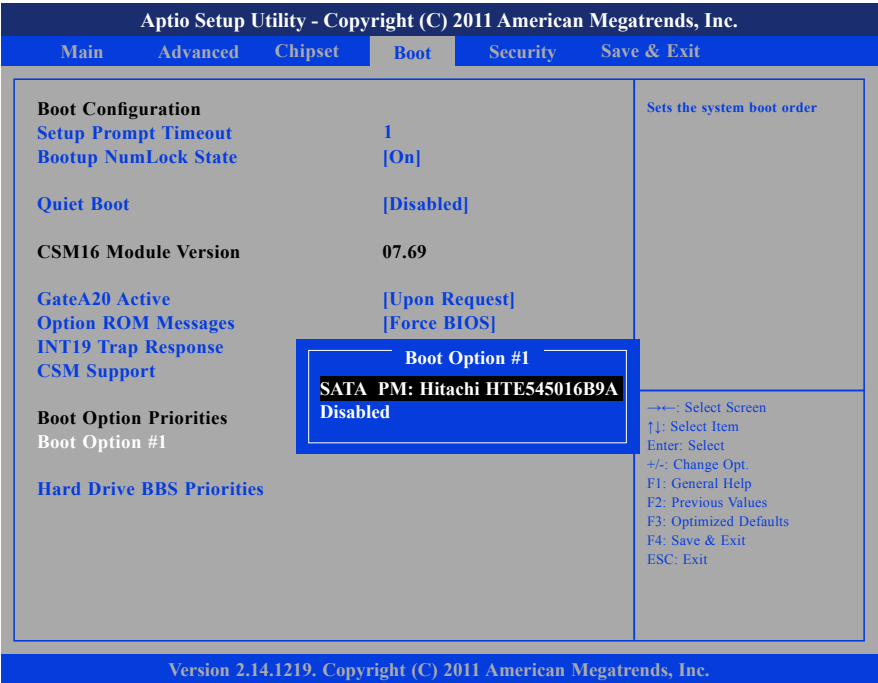 Aptio Setup Utility - Copyright (C) 2011 American Megatrends, Inc.
Main Advanced Chipset Boot Security Save & Exit
Boot Configuration
Setup Prompt Timeout 1
Bootup NumLock State [On]
Quiet Boot [Disabled]
CSM16 Module Version 07.69
GateA20 Active [Upon Request]
Option ROM Messages [Force BIOS]
INT19 Trap Response
CSM Support
Boot Option Priorities
Boot Option #1
Hard Drive BBS Priorities
Boot Option #1
SATA PM: Hitachi HTE545016B9A
Disabled
Sets the system boot order
→←: Select Screen
↑↓: Select Item
Enter: Select
+/-: Change Opt.
F1: General Help
F2: Previous Values
F3: Optimized Defaults
F4: Save & Exit
ESC: Exit
Version 2.14.1219. Copyright (C) 2011 American Megatrends, Inc.